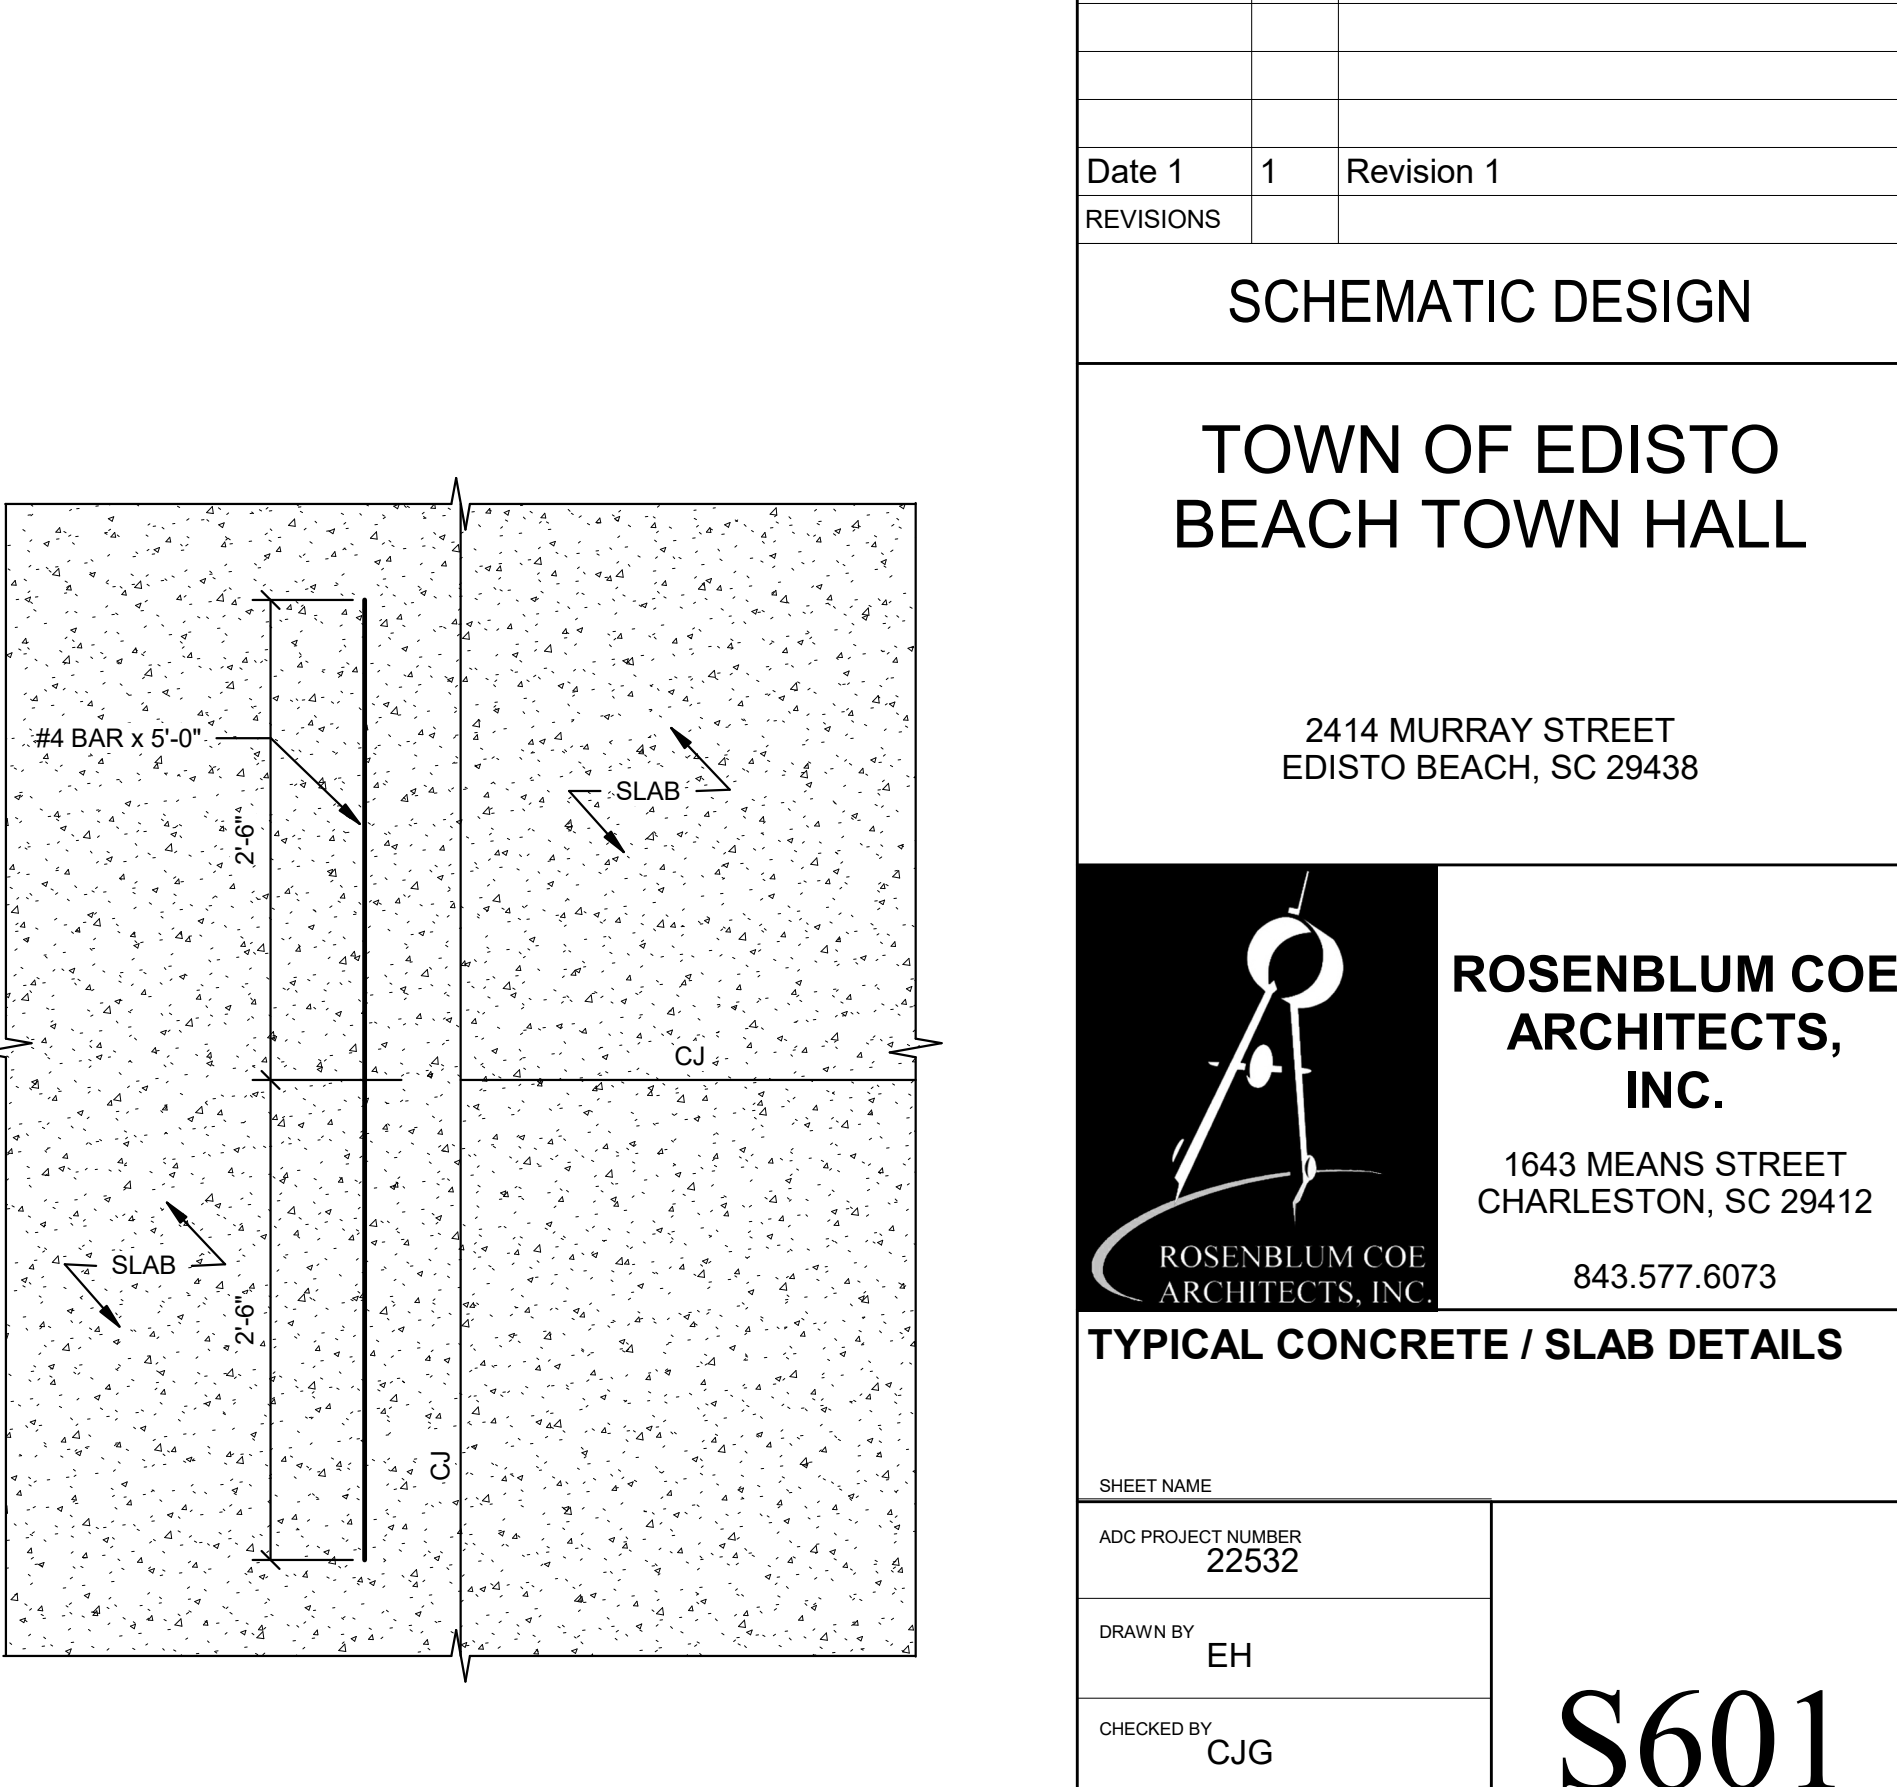 #4 BAR x 5'-0"
2'-6"
SLAB
CJ
SLAB
2'-6"
CJ
Date 1 1 Revision 1
REVISIONS
SCHEMATIC DESIGN
TOWN OF EDISTO
BEACH TOWN HALL
2414 MURRAY STREET
EDISTO BEACH, SC 29438
ROSENBLUM COE
ARCHITECTS, INC.
ROSENBLUM COE
ARCHITECTS,
INC.
1643 MEANS STREET
CHARLESTON, SC 29412
843.577.6073
TYPICAL CONCRETE / SLAB DETAILS
SHEET NAME
ADC PROJECT NUMBER
22532
DRAWN BY
EH
CHECKED BY
CJG
S601